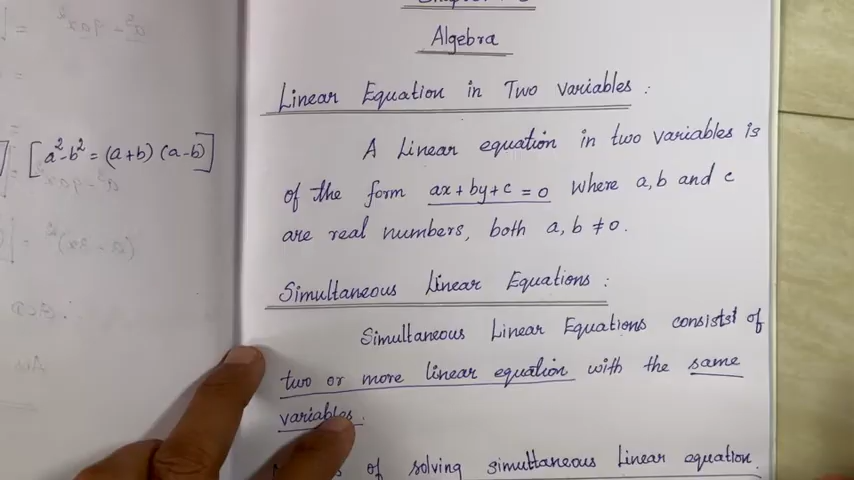 [a²-b² = (a+b) (a-b)]
Algebra
Linear Equation in Two variables :
A Linear equation in two variables is
of the form ax + by + c = 0 where a, b and c
are real numbers, both a, b ≠ 0.
Simultaneous Linear Equations :
Simultaneous Linear Equations consists of
two or more linear equation with the same
variables.
of solving simultaneous Linear equation.